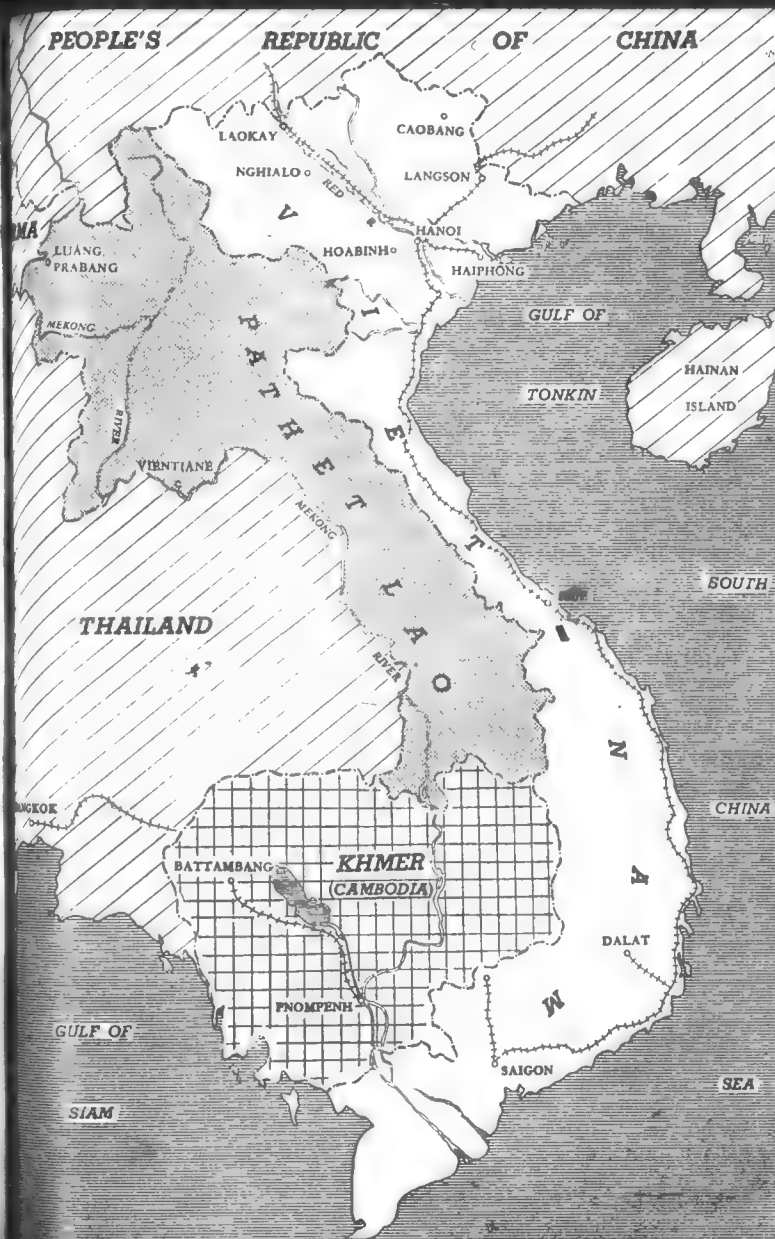 PEOPLE'S REPUBLIC OF CHINA
LAOKAY
CAOBANG
NGHIALO
RED
LANGSON
HANOI
HOABINH
HAIPHONG
LUANG
PRABANG
MEKONG
RIVER
VIENTIANE
PATHET LAO
VIETNAM
GULF OF
TONKIN
HAINAN
ISLAND
MEKONG
RIVER
THAILAND
SOUTH
CHINA
SEA
BATTAMBANG
KHMER
(CAMBODIA)
PNOMPENH
DALAT
SAIGON
GULF OF
SIAM